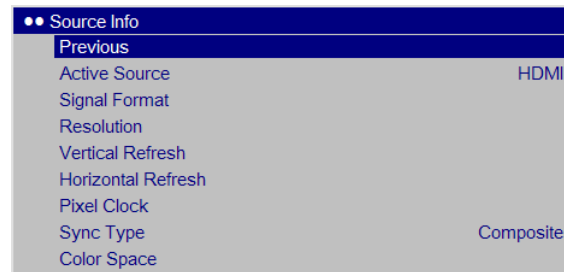 ●● Source Info
Previous
Active Source HDMI
Signal Format
Resolution
Vertical Refresh
Horizontal Refresh
Pixel Clock
Sync Type Composite
Color Space